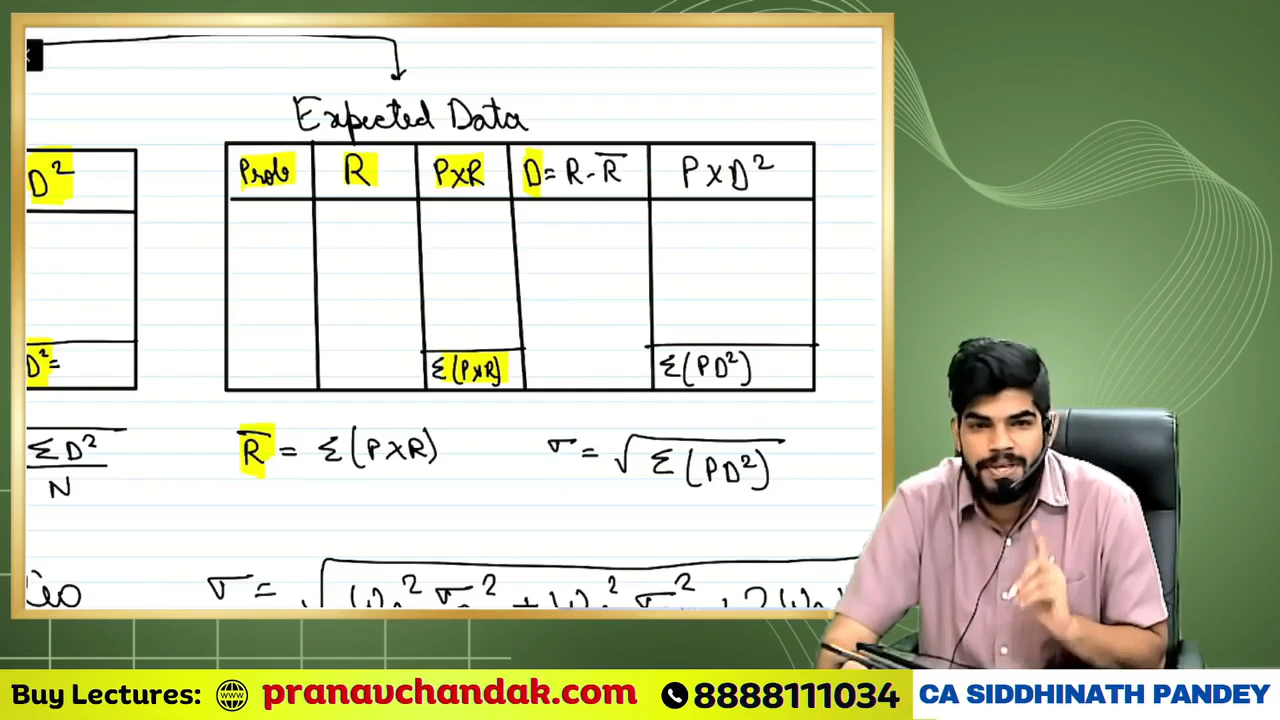 Expected Data
D²
Prob R P×R D = R - R̅ P×D²
D² =
Σ(P×R) Σ(PD²)
ΣD²
N
R̅ = Σ(P×R)
σ = √Σ(PD²)
σ =
Buy Lectures: pranavchandak.com 8888111034 CA SIDDHINATH PANDEY